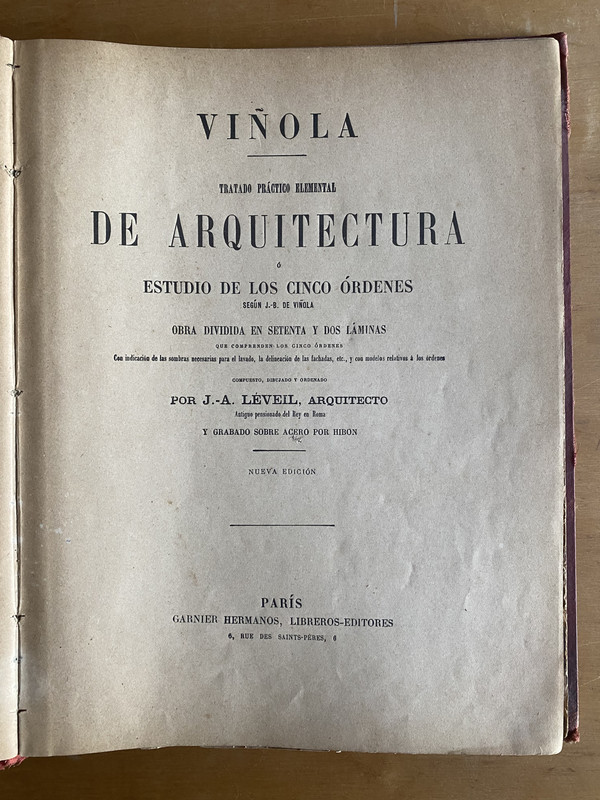 VIÑOLA
TRATADO PRÁCTICO ELEMENTAL
DE ARQUITECTURA
ó
ESTUDIO DE LOS CINCO ÓRDENES
SEGÚN J.-B. DE VIÑOLA
OBRA DIVIDIDA EN SETENTA Y DOS LÁMINAS
QUE COMPRENDEN LOS CINCO ÓRDENES
Con indicación de las sombras necesarias para el lavado, la delineación de las fachadas, etc., y con modelos relativos á los órdenes
COMPUESTO, DIBUJADO Y ORDENADO
POR J.-A. LÉVEIL, ARQUITECTO
Antiguo pensionado del Rey en Roma
Y GRABADO SOBRE ACERO POR HIBON
NUEVA EDICIÓN
PARÍS
GARNIER HERMANOS, LIBREROS-EDITORES
6, RUE DES SAINTS-PÈRES, 6